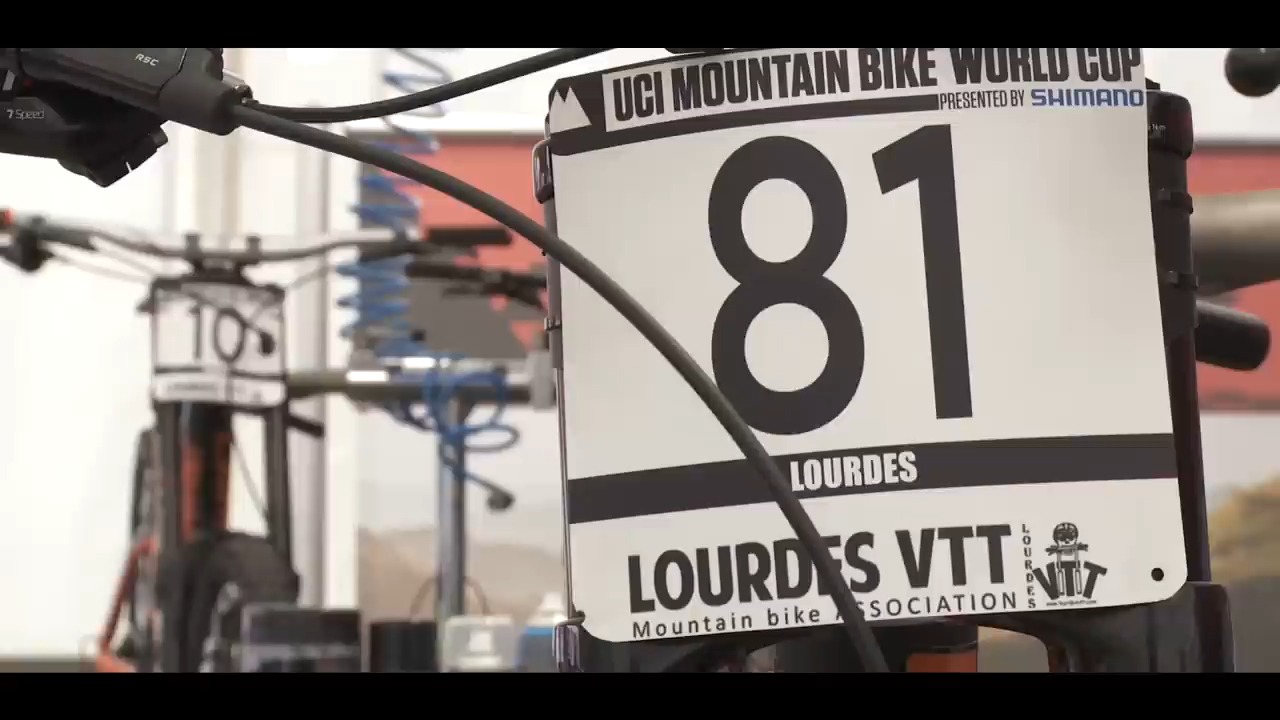 RSC
7 Speed
UCI MOUNTAIN BIKE WORLD CUP
PRESENTED BY SHIMANO
81
10
LOURDES
LOURDES VTT
LOURDES
VTT
Mountain bike ASSOCIATION